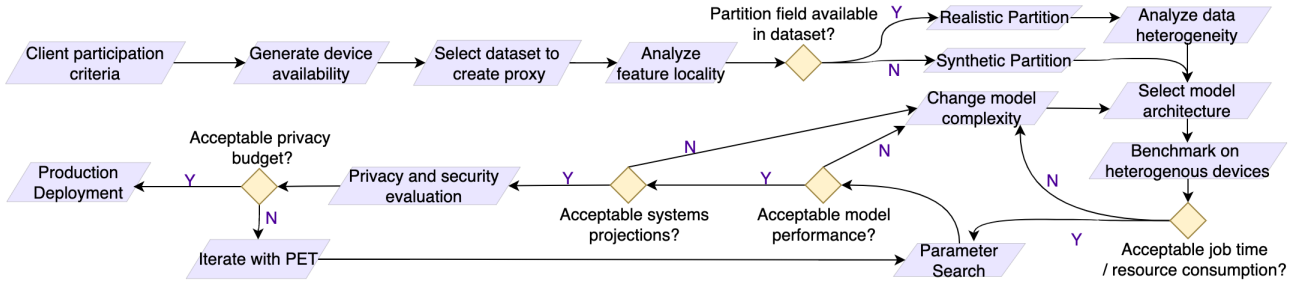 Client participation
criteria
Generate device
availability
Select dataset to
create proxy
Analyze
feature locality
Partition field available
in dataset?
Y
Realistic Partition
Analyze data
heterogeneity
N
Synthetic Partition
Select model
architecture
Change model
complexity
Benchmark on
heterogenous devices
N
Acceptable job time
/ resource consumption?
Y
Parameter
Search
Acceptable model
performance?
N
Y
Acceptable systems
projections?
N
Y
Privacy and security
evaluation
Acceptable privacy
budget?
Y
Production
Deployment
N
Iterate with PET